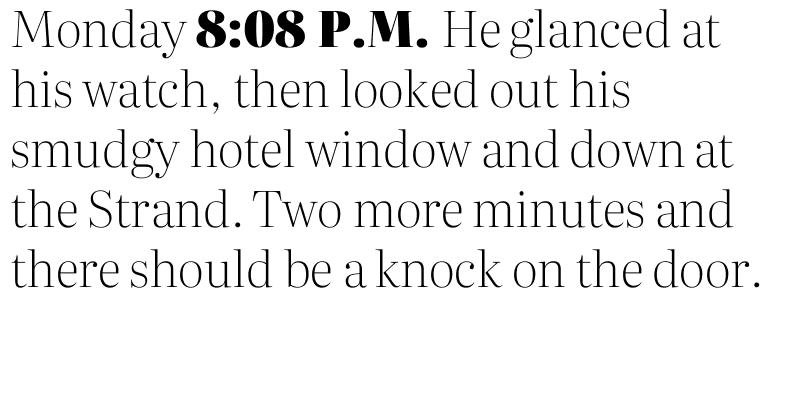 Monday 8:08 P.M. He glanced at
his watch, then looked out his
smudgy hotel window and down at
the Strand. Two more minutes and
there should be a knock on the door.